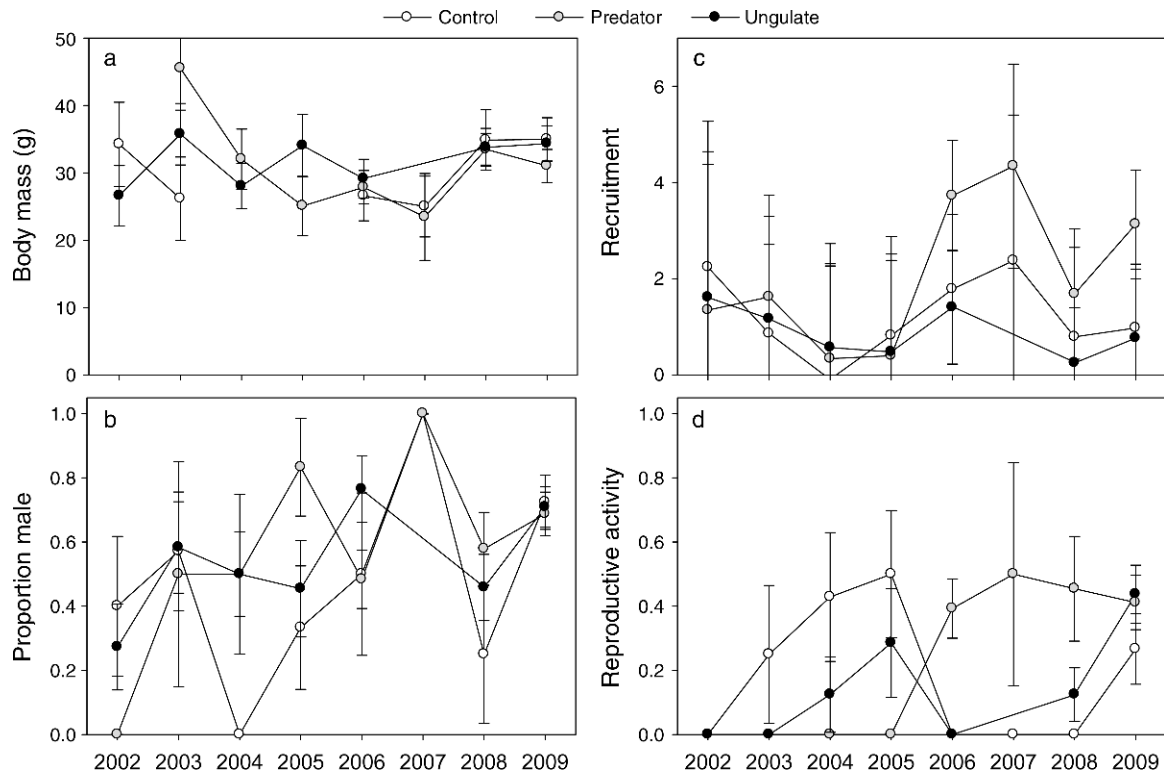 Control Predator Ungulate
a
Body mass (g)
50
40
30
20
10
0
c
Recruitment
6
4
2
0
b
Proportion male
1.0
0.8
0.6
0.4
0.2
0.0
2002 2003 2004 2005 2006 2007 2008 2009
d
Reproductive activity
1.0
0.8
0.6
0.4
0.2
0.0
2002 2003 2004 2005 2006 2007 2008 2009